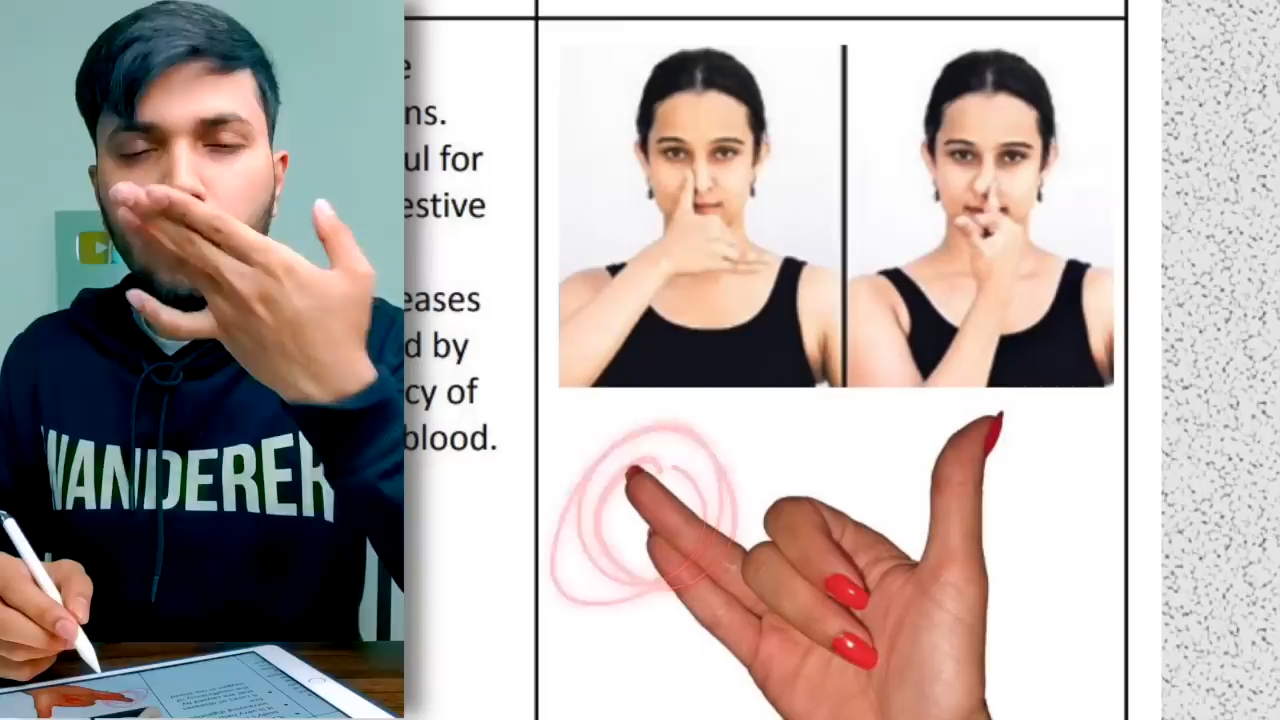 e
ns.
ul for
estive
eases
d by
cy of
blood.
WANDERER